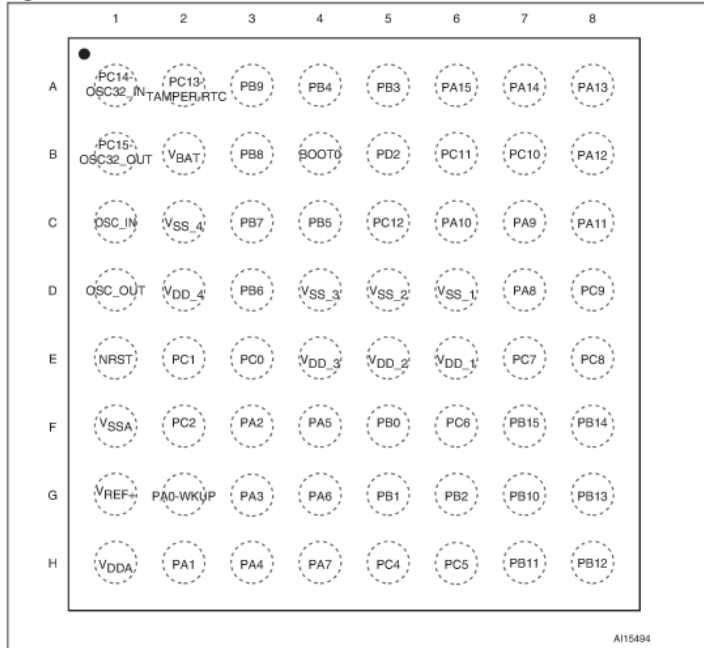 1 2 3 4 5 6 7 8
A PC14-OSC32_IN PC13-TAMPER-RTC PB9 PB4 PB3 PA15 PA14 PA13
B PC15-OSC32_OUT VBAT PB8 BOOT0 PD2 PC11 PC10 PA12
C OSC_IN VSS_4 PB7 PB5 PC12 PA10 PA9 PA11
D OSC_OUT VDD_4 PB6 VSS_3 VSS_2 VSS_1 PA8 PC9
E NRST PC1 PC0 VDD_3 VDD_2 VDD_1 PC7 PC8
F VSSA PC2 PA2 PA5 PB0 PC6 PB15 PB14
G VREF+ PA0-WKUP PA3 PA6 PB1 PB2 PB10 PB13
H VDDA PA1 PA4 PA7 PC4 PC5 PB11 PB12
AI15494